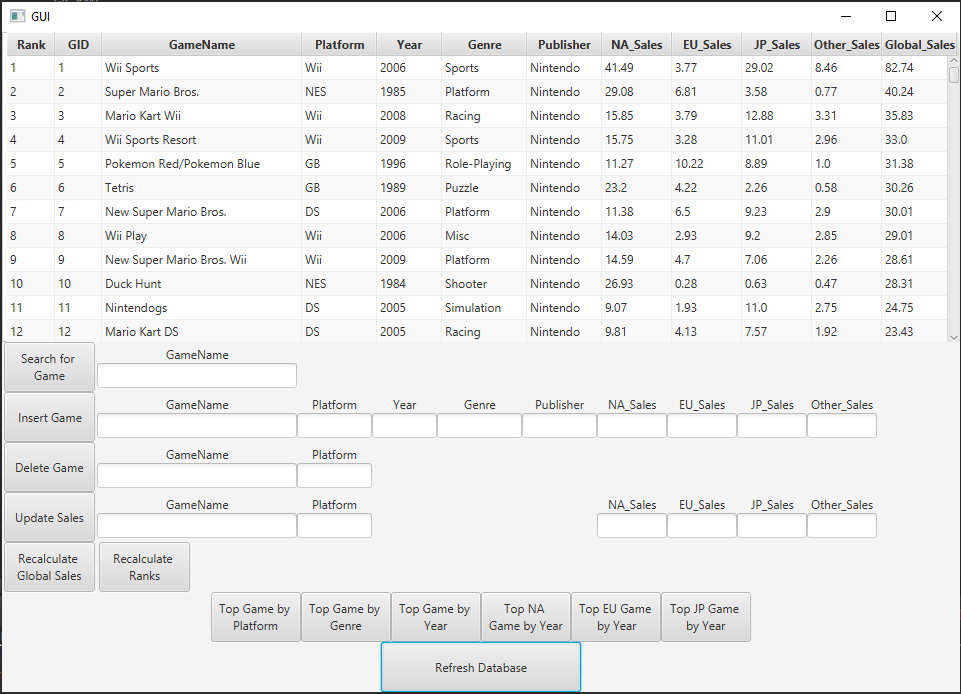 GUI
Rank GID GameName Platform Year Genre Publisher NA_Sales EU_Sales JP_Sales Other_Sales Global_Sales
1 1 Wii Sports Wii 2006 Sports Nintendo 41.49 3.77 29.02 8.46 82.74
2 2 Super Mario Bros. NES 1985 Platform Nintendo 29.08 6.81 3.58 0.77 40.24
3 3 Mario Kart Wii Wii 2008 Racing Nintendo 15.85 3.79 12.88 3.31 35.83
4 4 Wii Sports Resort Wii 2009 Sports Nintendo 15.75 3.28 11.01 2.96 33.0
5 5 Pokemon Red/Pokemon Blue GB 1996 Role-Playing Nintendo 11.27 10.22 8.89 1.0 31.38
6 6 Tetris GB 1989 Puzzle Nintendo 23.2 4.22 2.26 0.58 30.26
7 7 New Super Mario Bros. DS 2006 Platform Nintendo 11.38 6.5 9.23 2.9 30.01
8 8 Wii Play Wii 2006 Misc Nintendo 14.03 2.93 9.2 2.85 29.01
9 9 New Super Mario Bros. Wii Wii 2009 Platform Nintendo 14.59 4.7 7.06 2.26 28.61
10 10 Duck Hunt NES 1984 Shooter Nintendo 26.93 0.28 0.63 0.47 28.31
11 11 Nintendogs DS 2005 Simulation Nintendo 9.07 1.93 11.0 2.75 24.75
12 12 Mario Kart DS DS 2005 Racing Nintendo 9.81 4.13 7.57 1.92 23.43
Search for
Game
GameName
Insert Game
GameName Platform Year Genre Publisher NA_Sales EU_Sales JP_Sales Other_Sales
Delete Game
GameName Platform
Update Sales
GameName Platform NA_Sales EU_Sales JP_Sales Other_Sales
Recalculate
Global Sales
Recalculate
Ranks
Top Game by
Platform
Top Game by
Genre
Top Game by
Year
Top NA
Game by Year
Top EU Game
by Year
Top JP Game
by Year
Refresh Database